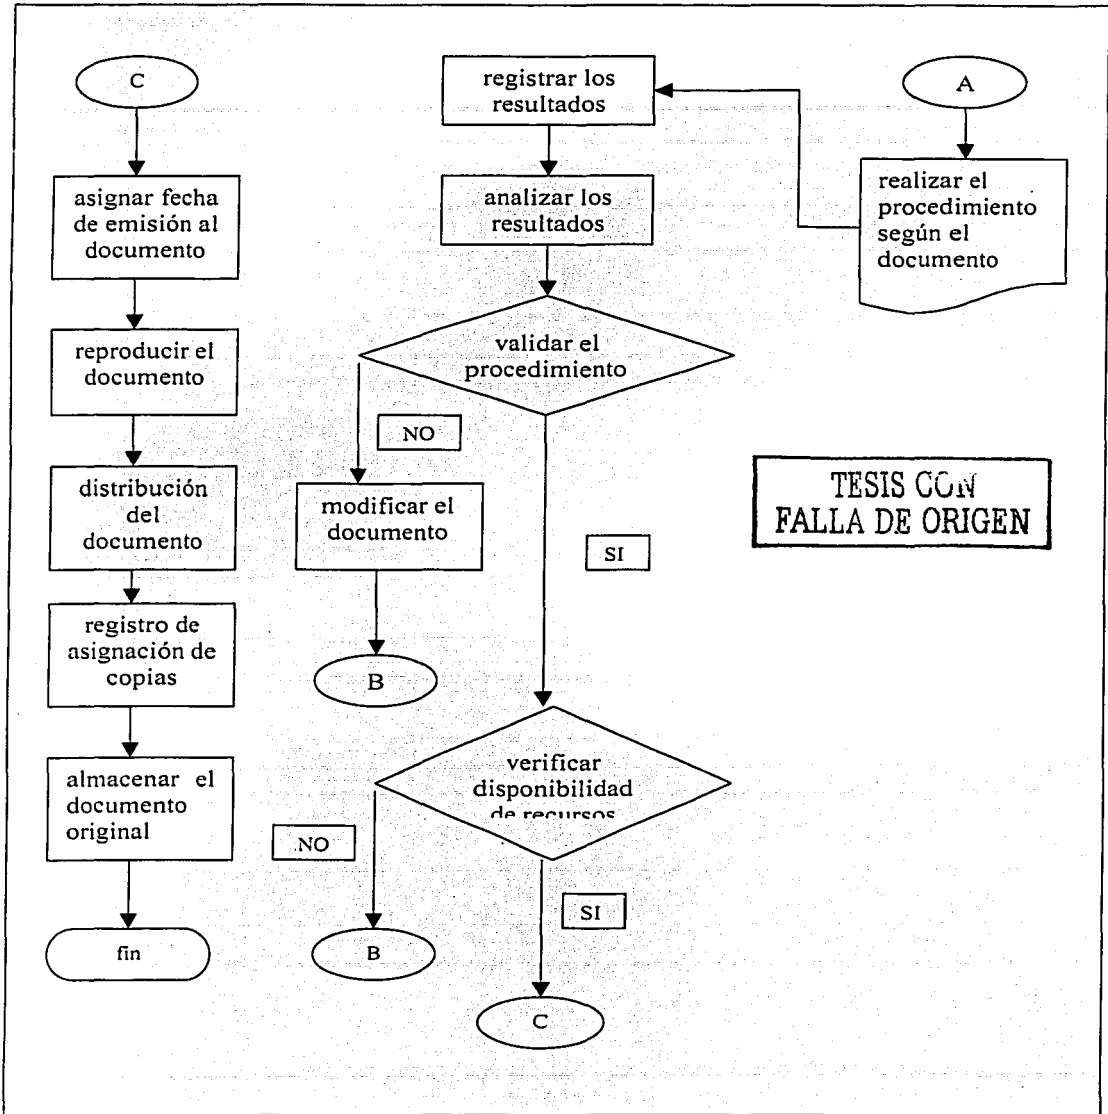 C
asignar fecha
de emisión al
documento
reproducir el
documento
distribución
del
documento
registro de
asignación de
copias
almacenar el
documento
original
fin
registrar los
resultados
analizar los
resultados
validar el
procedimiento
NO
modificar el
documento
B
SI
verificar
disponibilidad
de recursos
NO
B
SI
C
A
realizar el
procedimiento
según el
documento
TESIS CON
FALLA DE ORIGEN